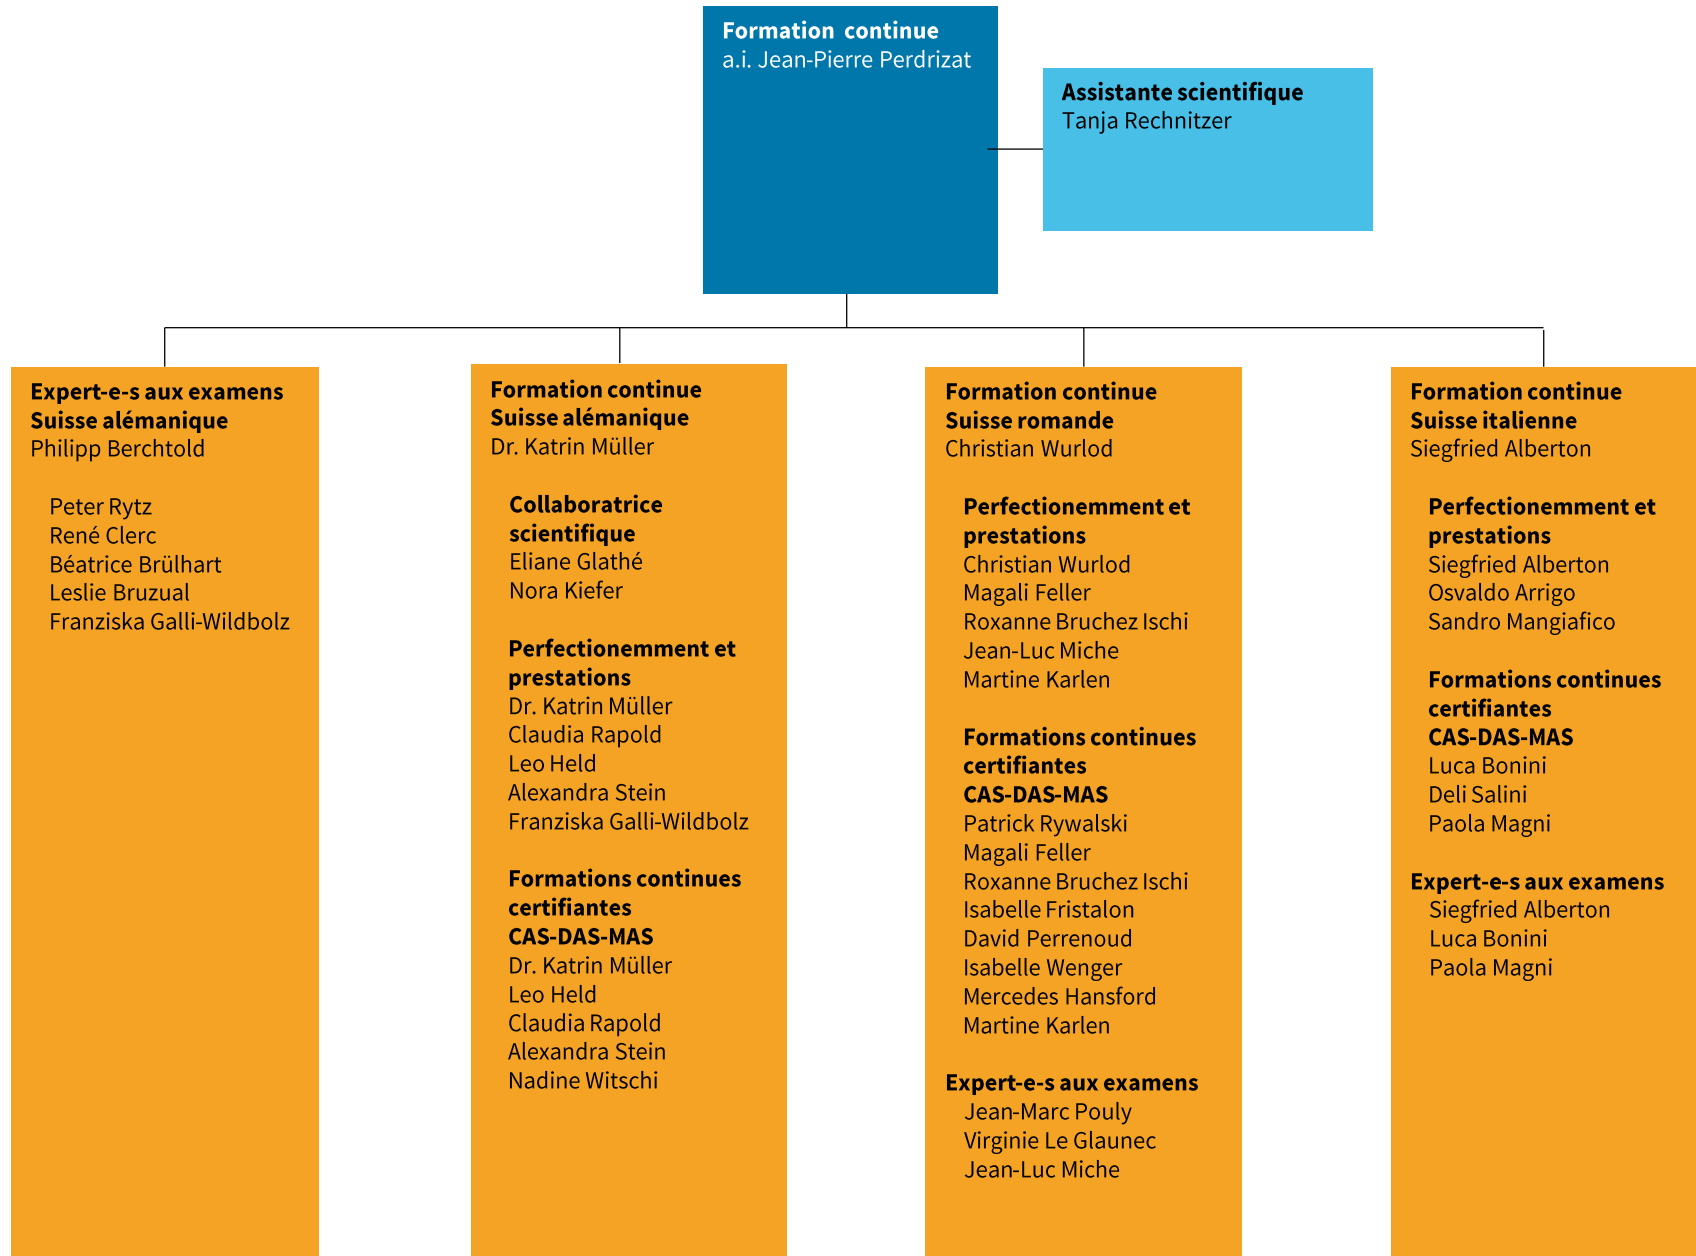 Formation continue
a.i. Jean-Pierre Perdrizat
Assistante scientifique
Tanja Rechnitzer
Expert-e-s aux examens
Suisse alémanique
Philipp Berchtold
Peter Rytz
René Clerc
Béatrice Brülhart
Leslie Bruzual
Franziska Galli-Wildbolz
Formation continue
Suisse alémanique
Dr. Katrin Müller
Collaboratrice
scientifique
Eliane Glathé
Nora Kiefer
Perfectionemment et
prestations
Dr. Katrin Müller
Claudia Rapold
Leo Held
Alexandra Stein
Franziska Galli-Wildbolz
Formations continues
certifiantes
CAS-DAS-MAS
Dr. Katrin Müller
Leo Held
Claudia Rapold
Alexandra Stein
Nadine Witschi
Formation continue
Suisse romande
Christian Wurlod
Perfectionemment et
prestations
Christian Wurlod
Magali Feller
Roxanne Bruchez Ischi
Jean-Luc Miche
Martine Karlen
Formations continues
certifiantes
CAS-DAS-MAS
Patrick Rywalski
Magali Feller
Roxanne Bruchez Ischi
Isabelle Fristalon
David Perrenoud
Isabelle Wenger
Mercedes Hansford
Martine Karlen
Expert-e-s aux examens
Jean-Marc Pouly
Virginie Le Glaunec
Jean-Luc Miche
Formation continue
Suisse italienne
Siegfried Alberton
Perfectionemment et
prestations
Siegfried Alberton
Osvaldo Arrigo
Sandro Mangiafico
Formations continues
certifiantes
CAS-DAS-MAS
Luca Bonini
Deli Salini
Paola Magni
Expert-e-s aux examens
Siegfried Alberton
Luca Bonini
Paola Magni